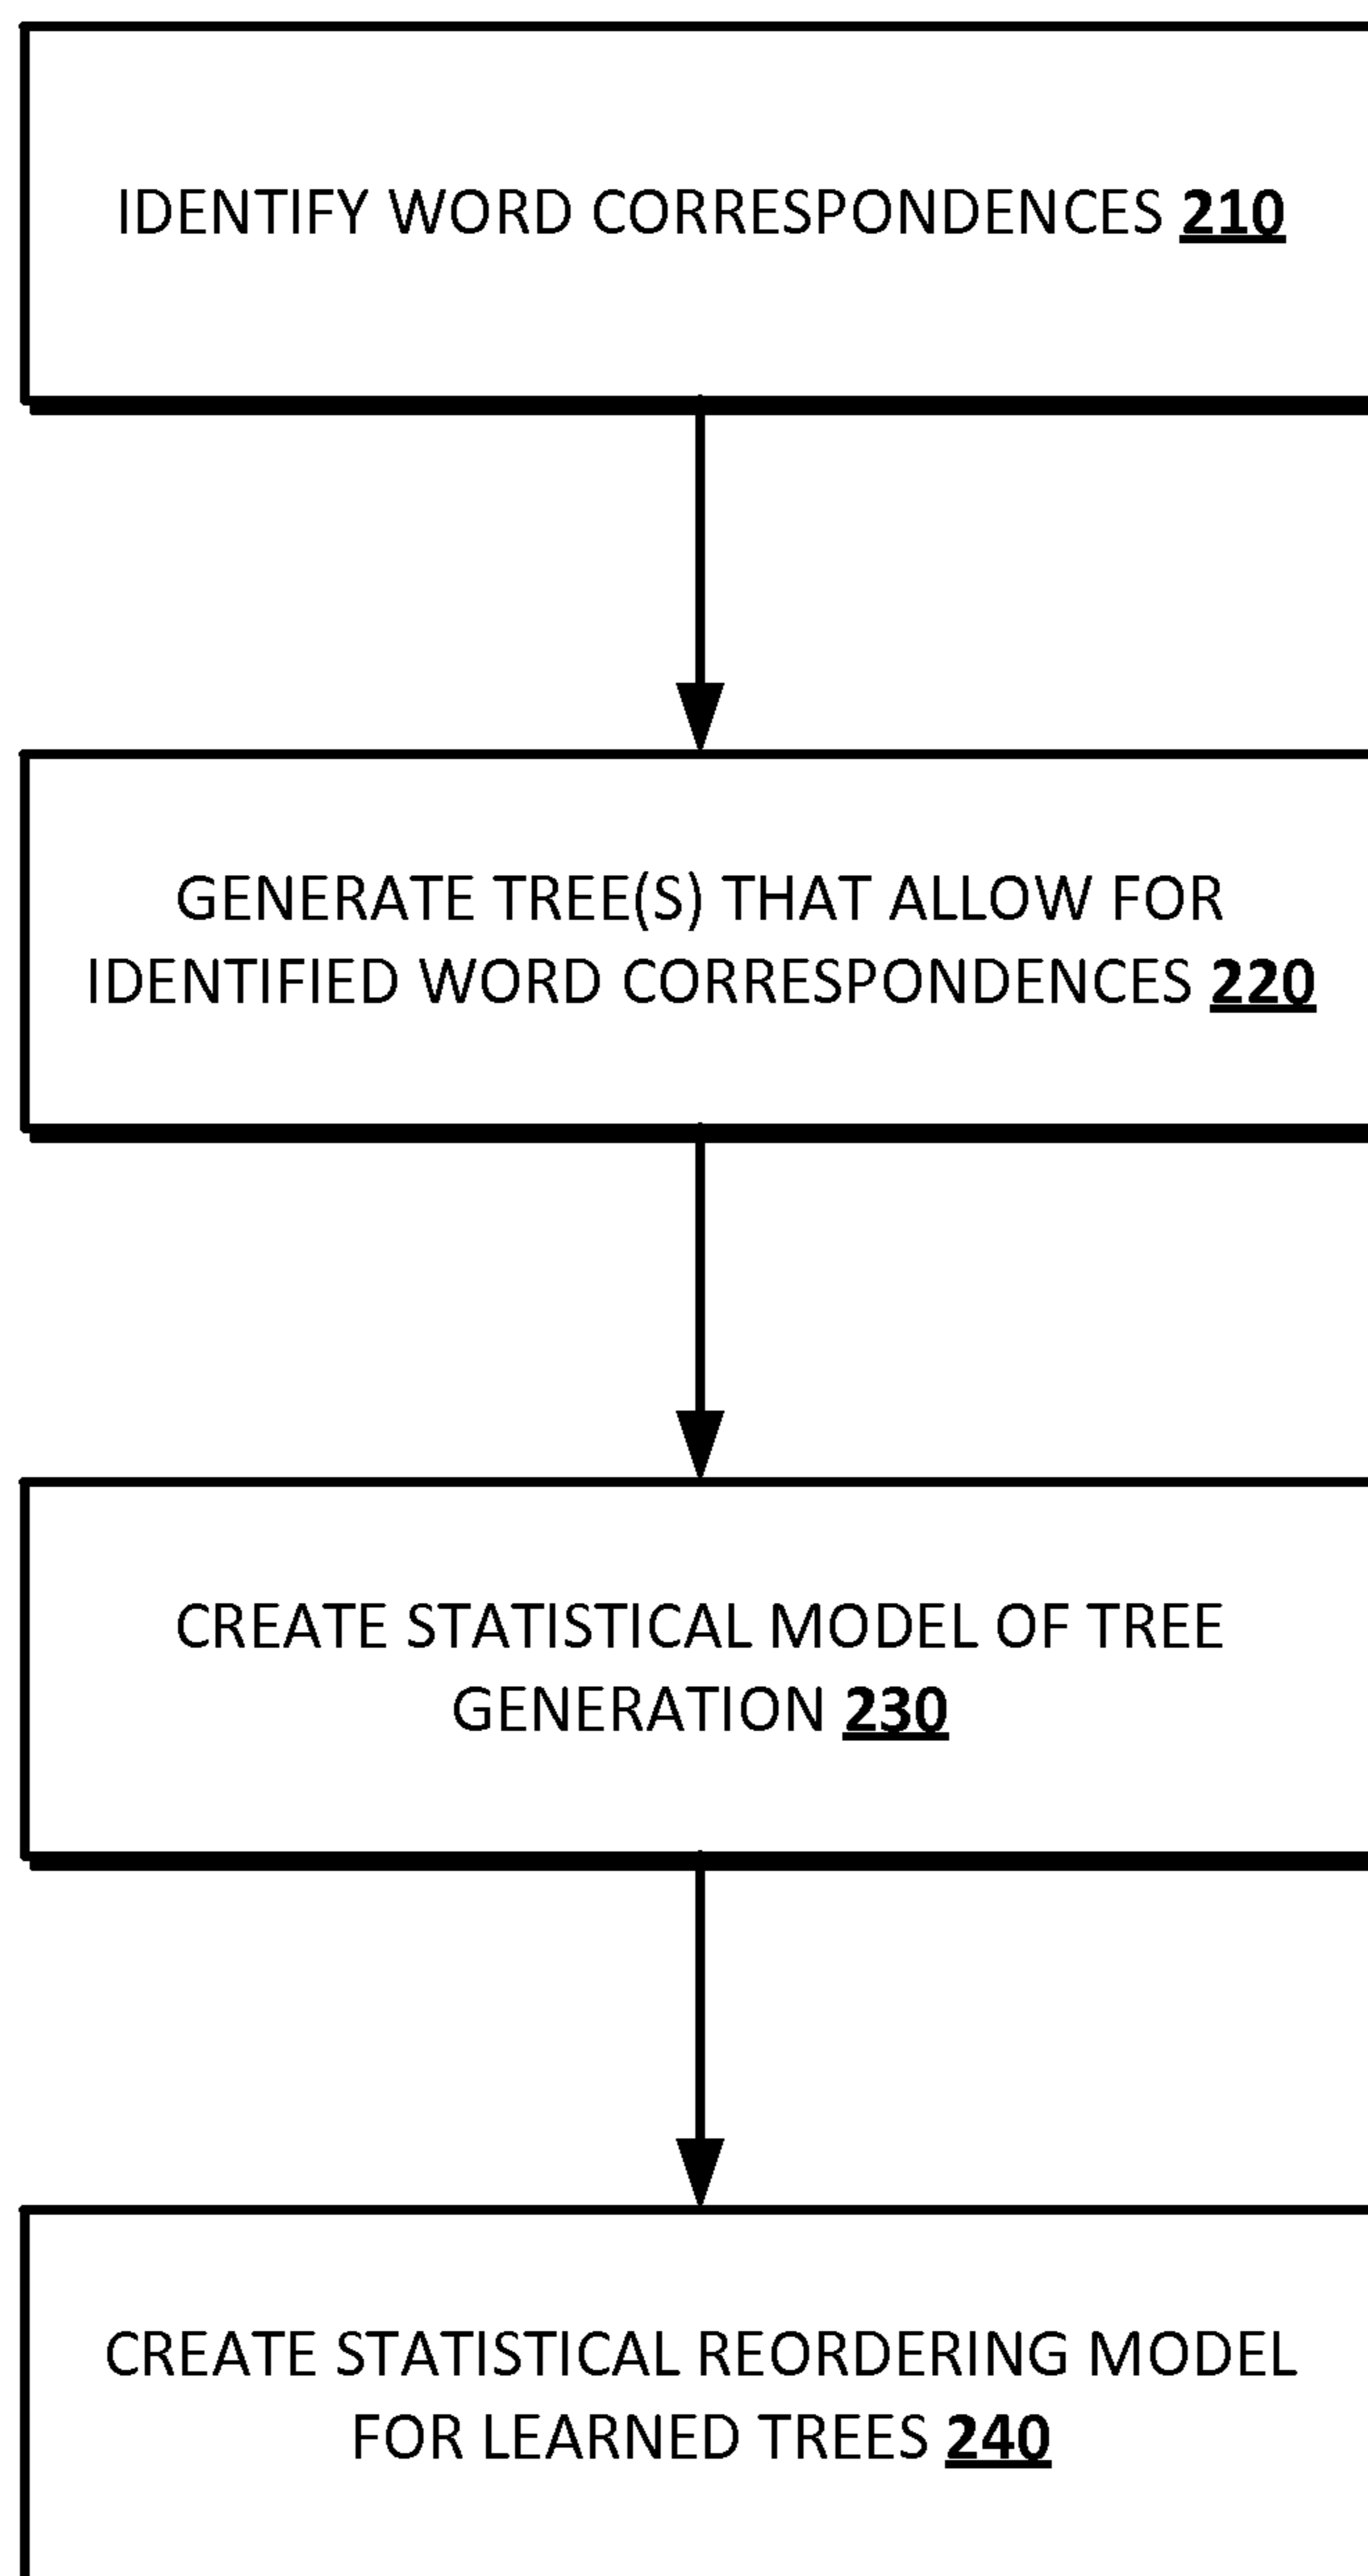 IDENTIFY WORD CORRESPONDENCES 210
GENERATE TREE(S) THAT ALLOW FOR
IDENTIFIED WORD CORRESPONDENCES 220
CREATE STATISTICAL MODEL OF TREE
GENERATION 230
CREATE STATISTICAL REORDERING MODEL
FOR LEARNED TREES 240